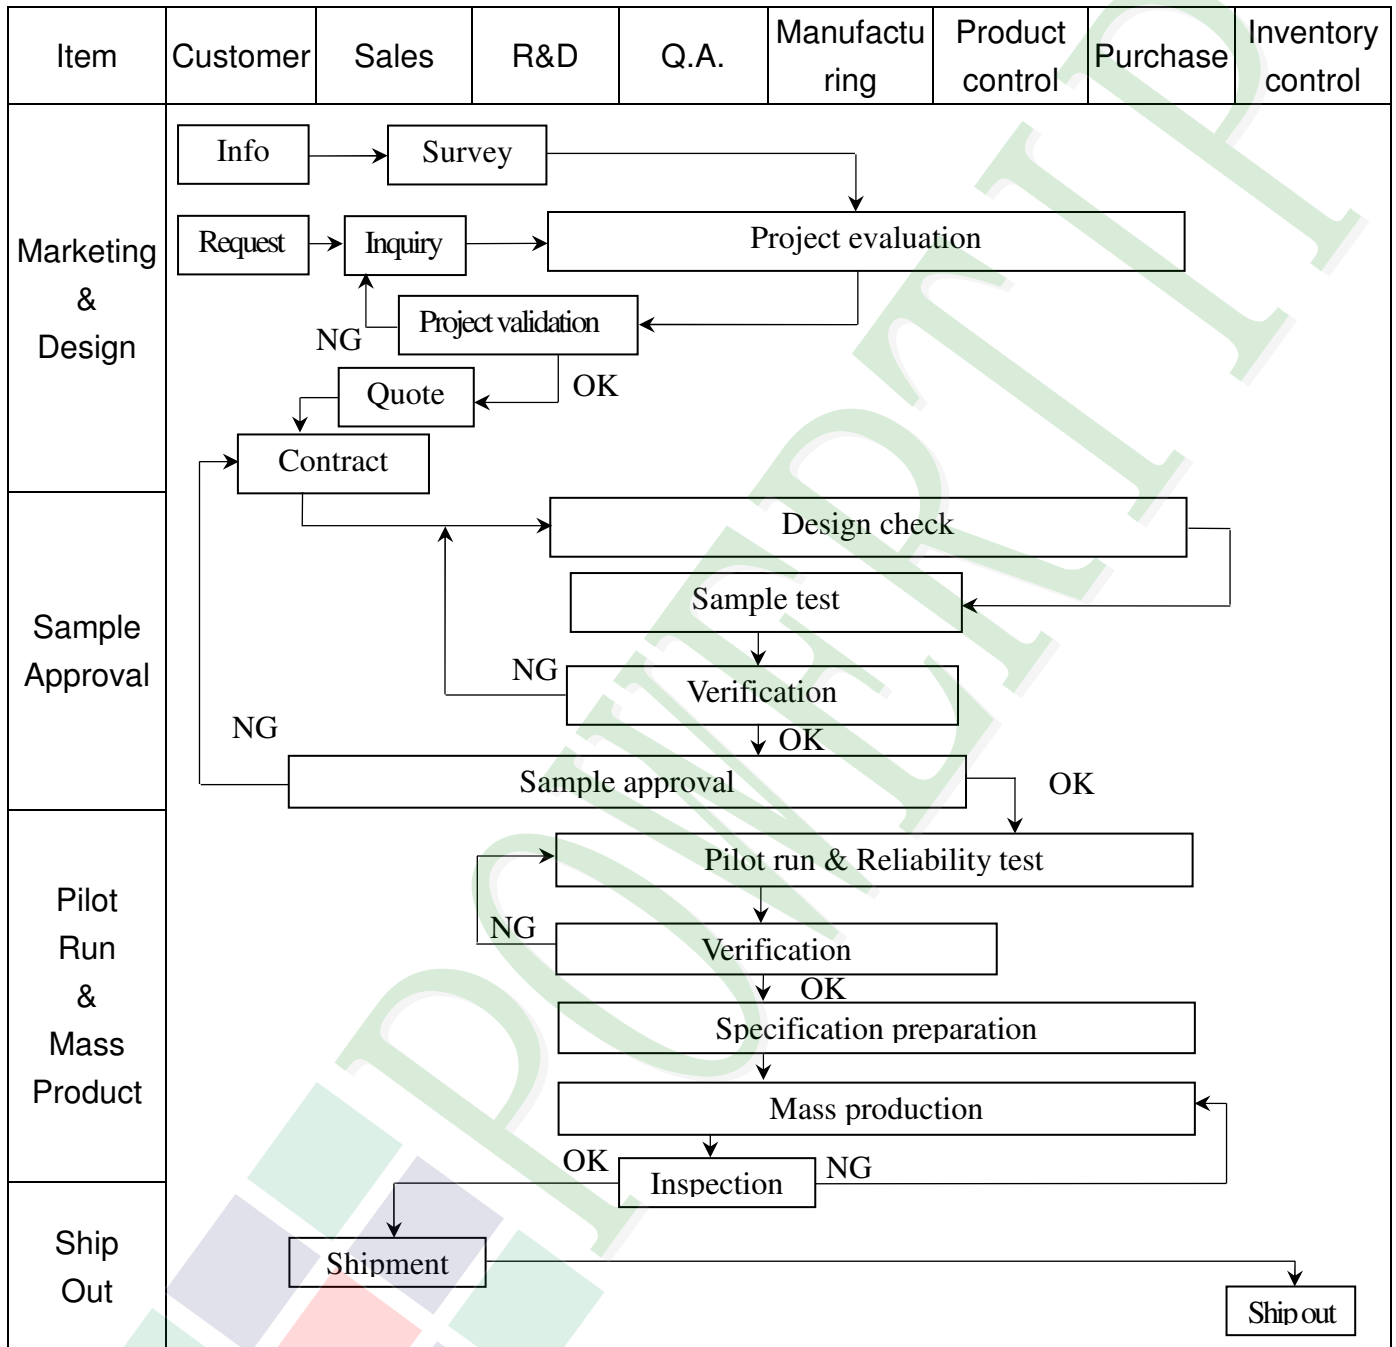 Item
Customer
Sales
R&D
Q.A.
Manufactu
ring
Product
control
Purchase
Inventory
control
Marketing
&
Design
Info
Survey
Request
Inquiry
Project evaluation
Project validation
NG
OK
Quote
Contract
Sample
Approval
Design check
Sample test
NG
Verification
OK
NG
Sample approval
OK
Pilot
Run
&
Mass
Product
Pilot run & Reliability test
NG
Verification
OK
Specification preparation
Mass production
OK
Inspection
NG
Ship
Out
Shipment
Ship out
POWERTIP